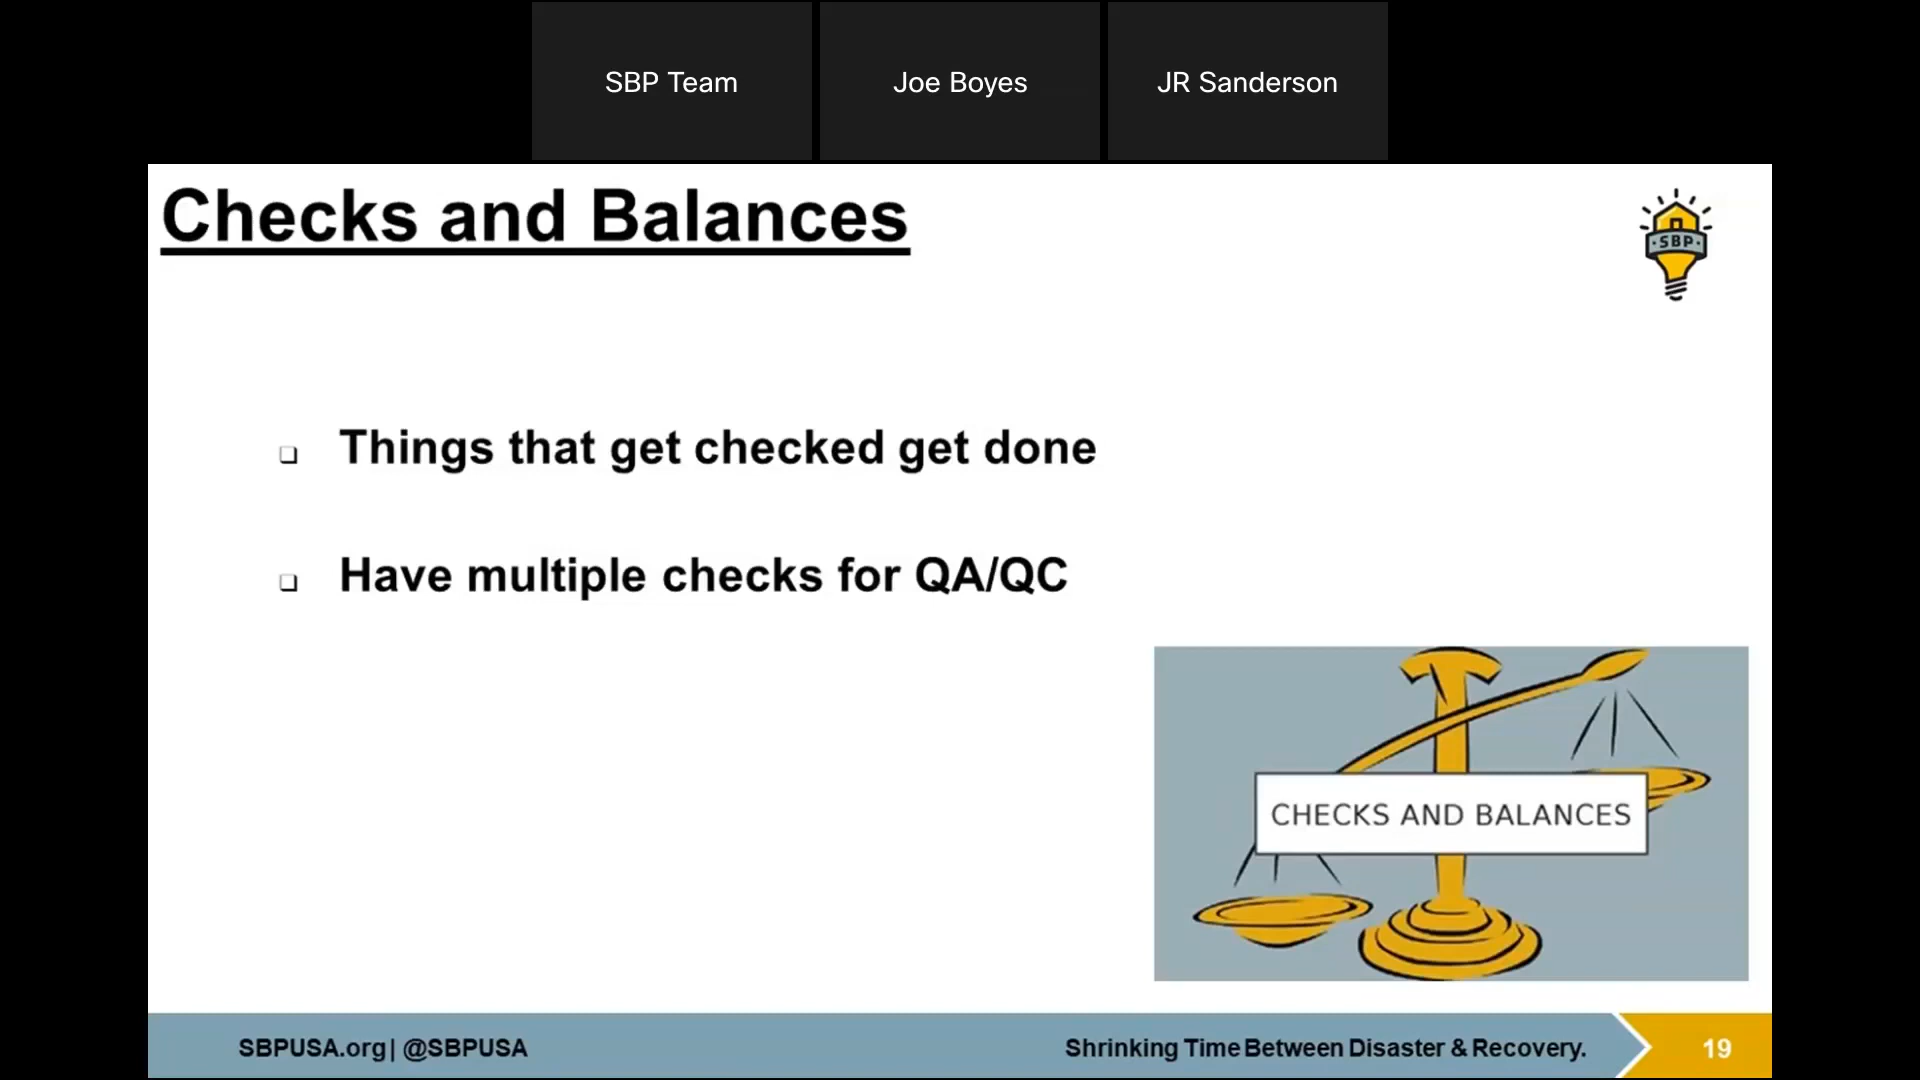 SBP Team
Joe Boyes
JR Sanderson
Checks and Balances
·SBP·
Things that get checked get done
Have multiple checks for QA/QC
CHECKS AND BALANCES
SBPUSA.org| @SBPUSA
Shrinking Time Between Disaster & Recovery.
19